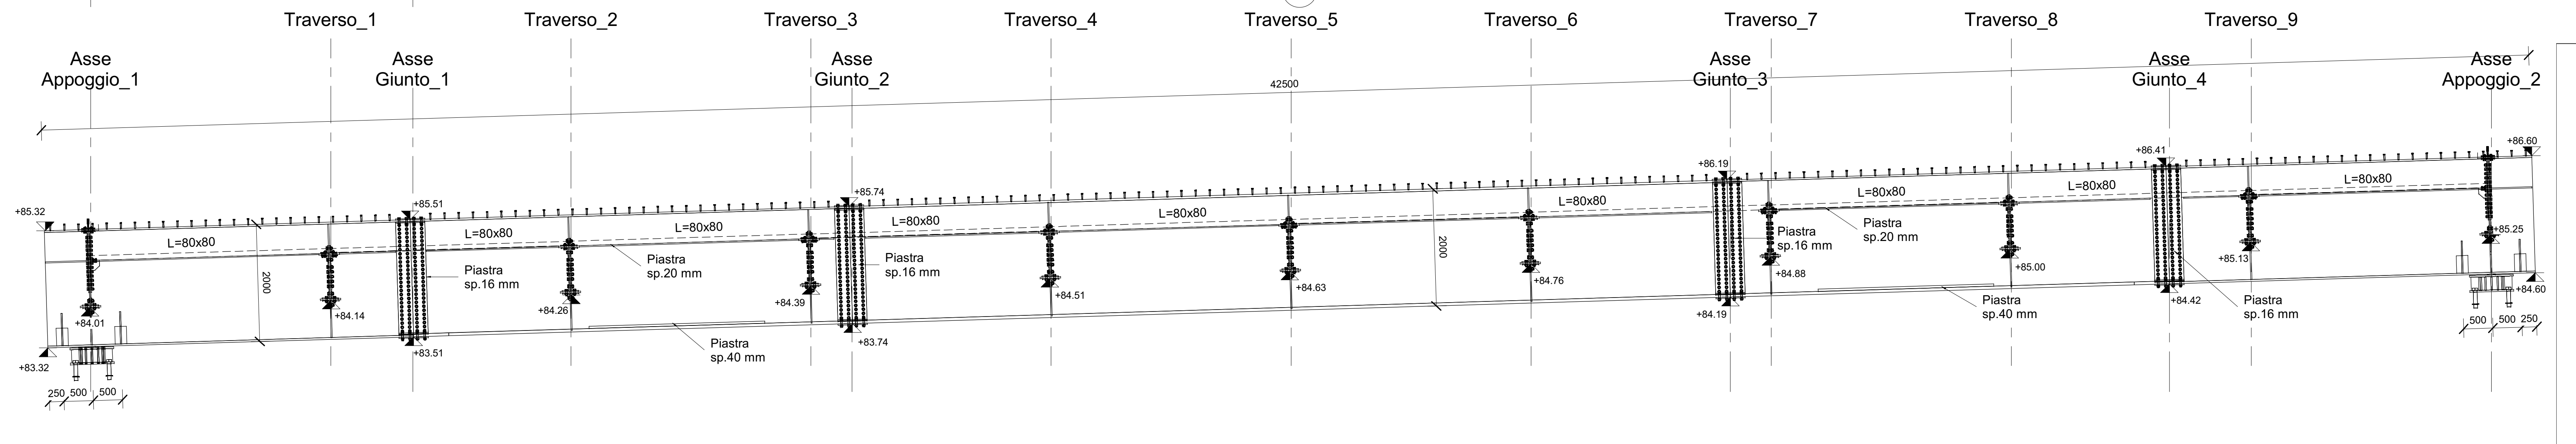 Traverso_1
Traverso_2
Traverso_3
Traverso_4
Traverso_5
Traverso_6
Traverso_7
Traverso_8
Traverso_9
Asse
Appoggio_1
Asse
Giunto_1
Asse
Giunto_2
Asse
Giunto_3
Asse
Giunto_4
Asse
Appoggio_2
42500
+85.32
+85.51
+85.74
+86.19
+86.41
+86.60
L=80x80
L=80x80
L=80x80
L=80x80
L=80x80
L=80x80
L=80x80
L=80x80
L=80x80
2000
2000
Piastra
sp.16 mm
Piastra
sp.20 mm
Piastra
sp.16 mm
Piastra
sp.16 mm
Piastra
sp.20 mm
+84.01
+84.14
+84.26
+84.39
+84.51
+84.63
+84.76
+84.88
+85.00
+85.13
+85.25
+83.32
+83.51
+83.74
+84.19
+84.42
+84.60
Piastra
sp.40 mm
Piastra
sp.40 mm
Piastra
sp.16 mm
250
500
500
500
500
250